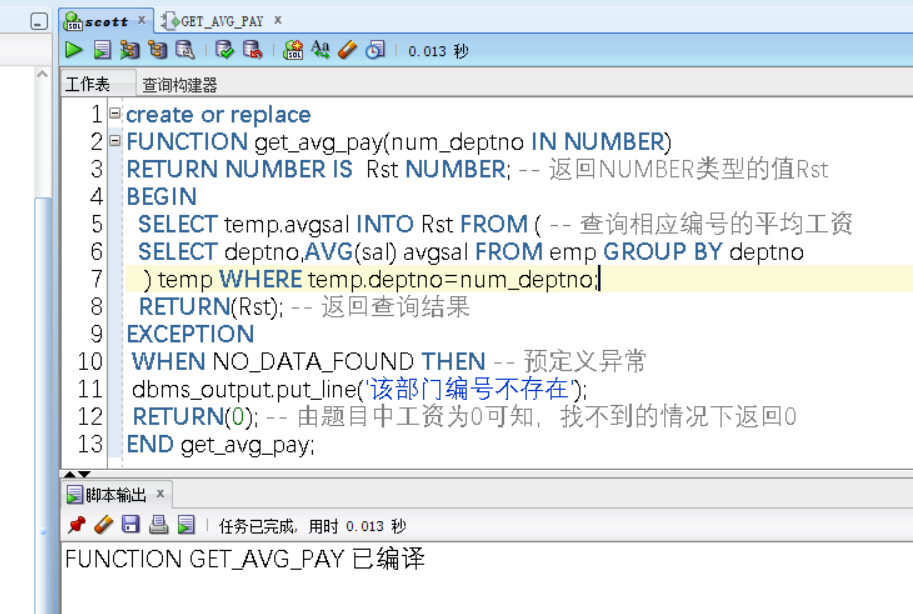 scott × GET_AVG_PAY ×
0.013 秒
工作表 查询构建器
1 create or replace
2 FUNCTION get_avg_pay(num_deptno IN NUMBER)
3 RETURN NUMBER IS  Rst NUMBER; -- 返回NUMBER类型的值Rst
4 BEGIN
5 SELECT temp.avgsal INTO Rst FROM ( -- 查询相应编号的平均工资
6 SELECT deptno,AVG(sal) avgsal FROM emp GROUP BY deptno
7 ) temp WHERE temp.deptno=num_deptno;
8 RETURN(Rst); -- 返回查询结果
9 EXCEPTION
10 WHEN NO_DATA_FOUND THEN -- 预定义异常
11 dbms_output.put_line('该部门编号不存在');
12 RETURN(0); -- 由题目中工资为0可知，找不到的情况下返回0
13 END get_avg_pay;
脚本输出 ×
任务已完成, 用时 0.013 秒
FUNCTION GET_AVG_PAY 已编译